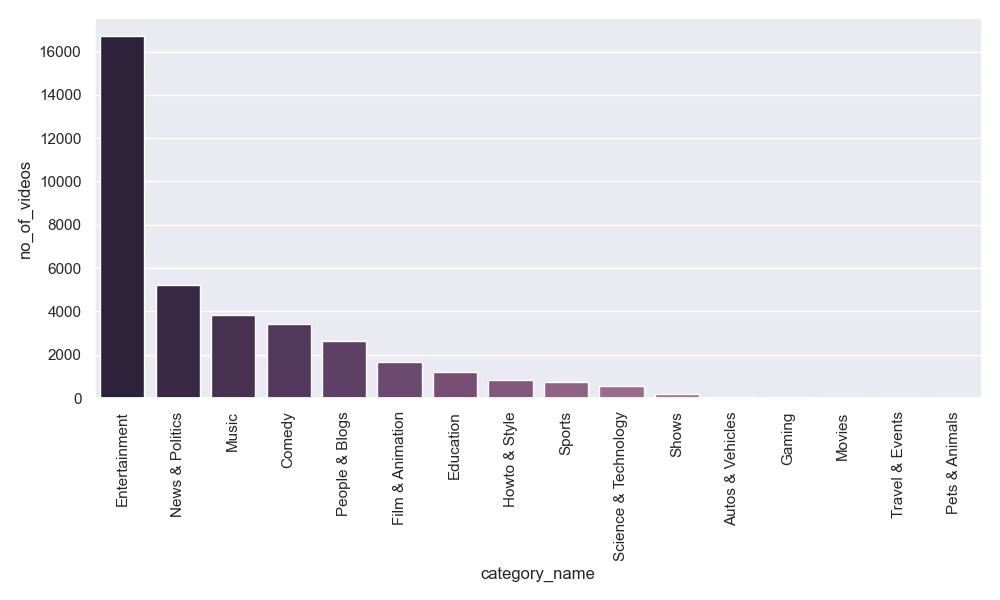 16000
14000
12000
10000
8000
6000
4000
2000
0
no_of_videos
Entertainment
News & Politics
Music
Comedy
People & Blogs
Film & Animation
Education
Howto & Style
Sports
Science & Technology
Shows
Autos & Vehicles
Gaming
Movies
Travel & Events
Pets & Animals
category_name